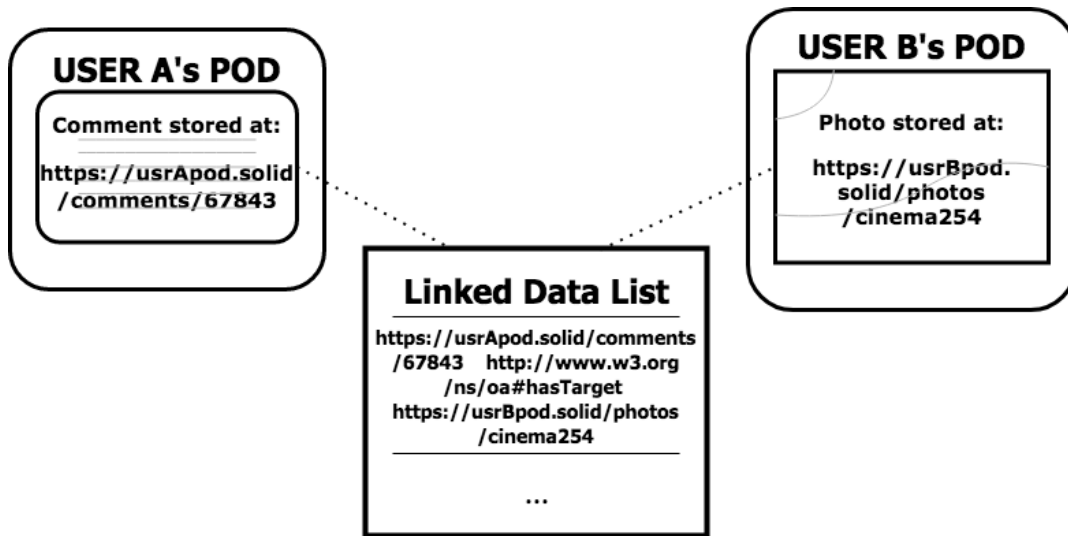 USER A's POD
Comment stored at:
https://usrApod.solid
/comments/67843
USER B's POD
Photo stored at:
https://usrBpod.
solid/photos
/cinema254
Linked Data List
https://usrApod.solid/comments
/67843 http://www.w3.org
/ns/oa#hasTarget
https://usrBpod.solid/photos
/cinema254
...